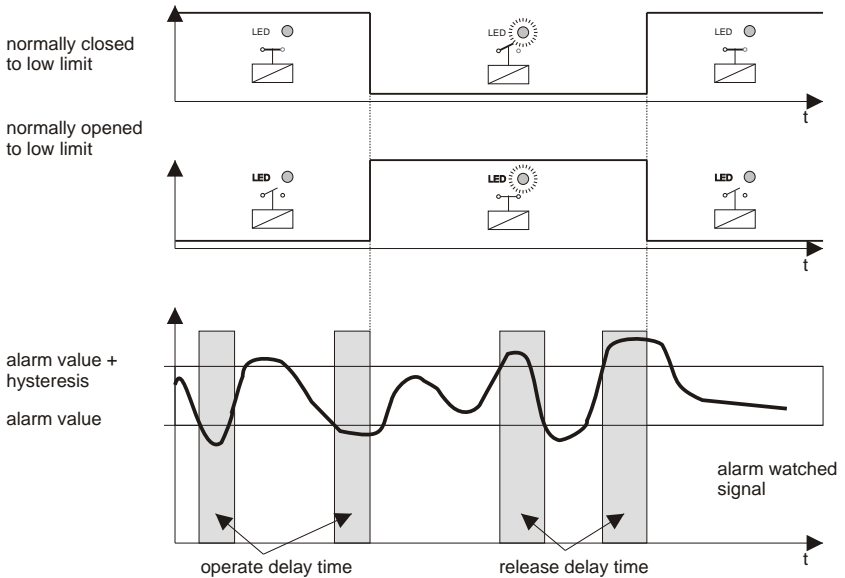 normally closed
to low limit
LED
LED
LED
t
normally opened
to low limit
LED
LED
LED
t
alarm value +
hysteresis
alarm value
alarm watched
signal
operate delay time
release delay time
t